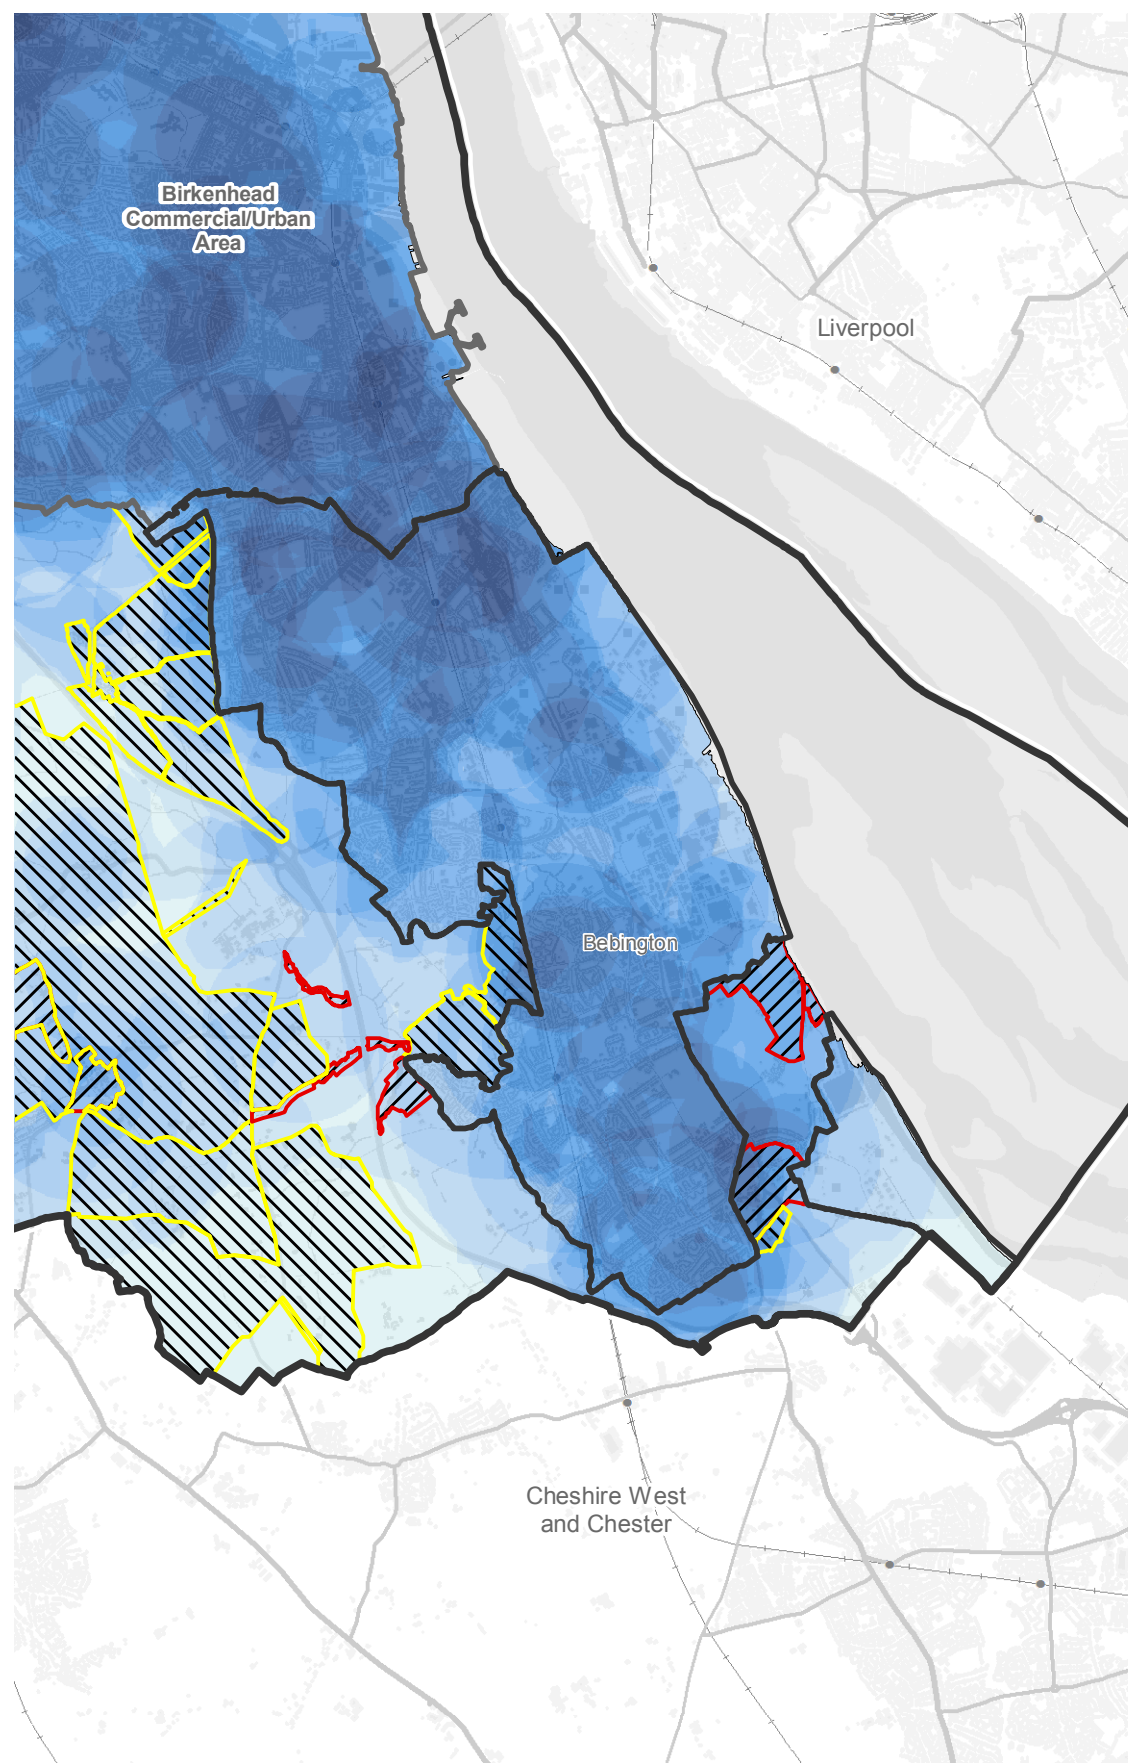 Birkenhead
Commercial/Urban
Area
Liverpool
Bebington
Cheshire West
and Chester